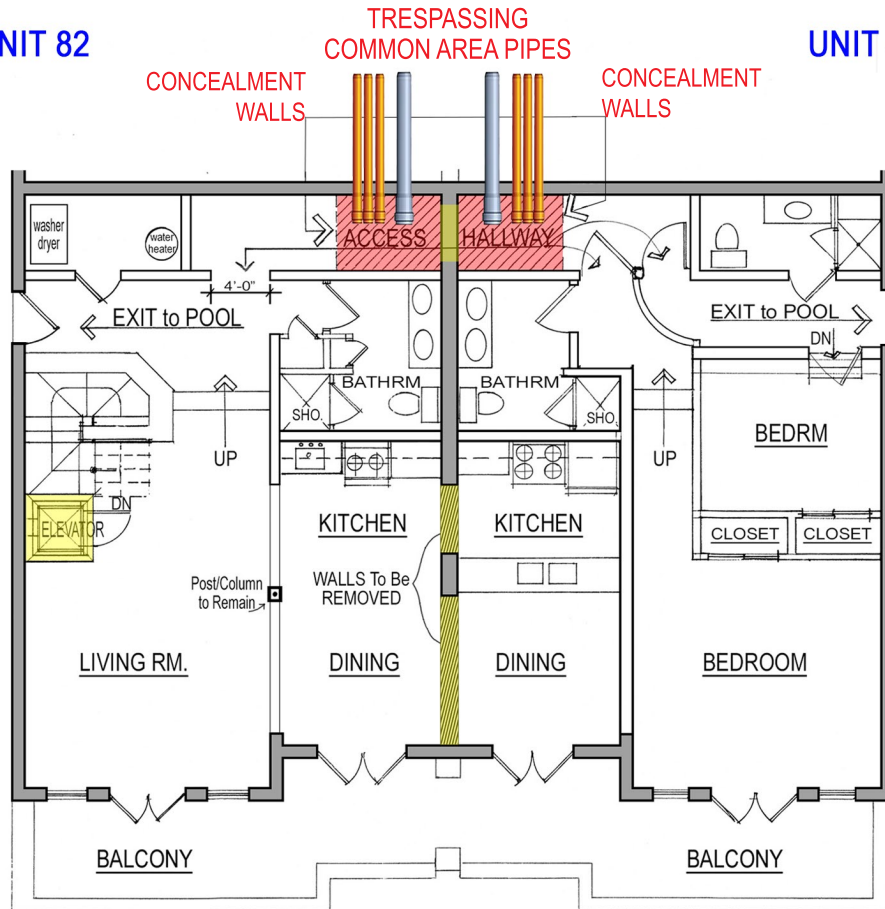 TRESPASSING
COMMON AREA PIPES
NIT 82
UNIT
CONCEALMENT
WALLS
CONCEALMENT
WALLS
washer
dryer
water
heater
ACCESS
HALLWAY
4'-0"
EXIT to POOL
EXIT to POOL
DN
BATHRM
BATHRM
SHO.
SHO.
UP
UP
BEDRM
DN
ELEVATOR
KITCHEN
KITCHEN
CLOSET
CLOSET
WALLS To Be
REMOVED
Post/Column
to Remain
LIVING RM.
DINING
DINING
BEDROOM
BALCONY
BALCONY